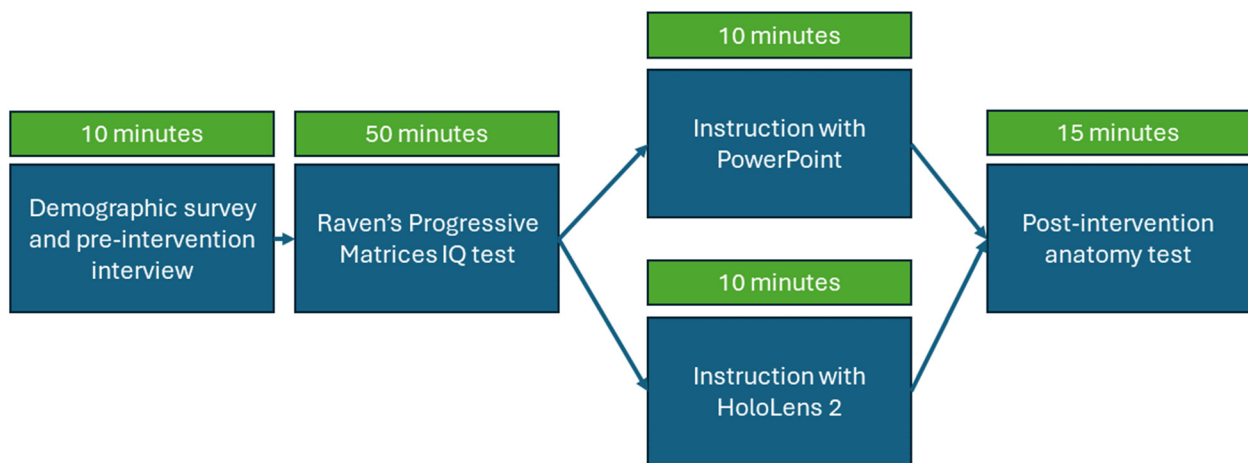 10 minutes
Demographic survey
and pre-intervention
interview
50 minutes
Raven’s Progressive
Matrices IQ test
10 minutes
Instruction with
PowerPoint
10 minutes
Instruction with
HoloLens 2
15 minutes
Post-intervention
anatomy test